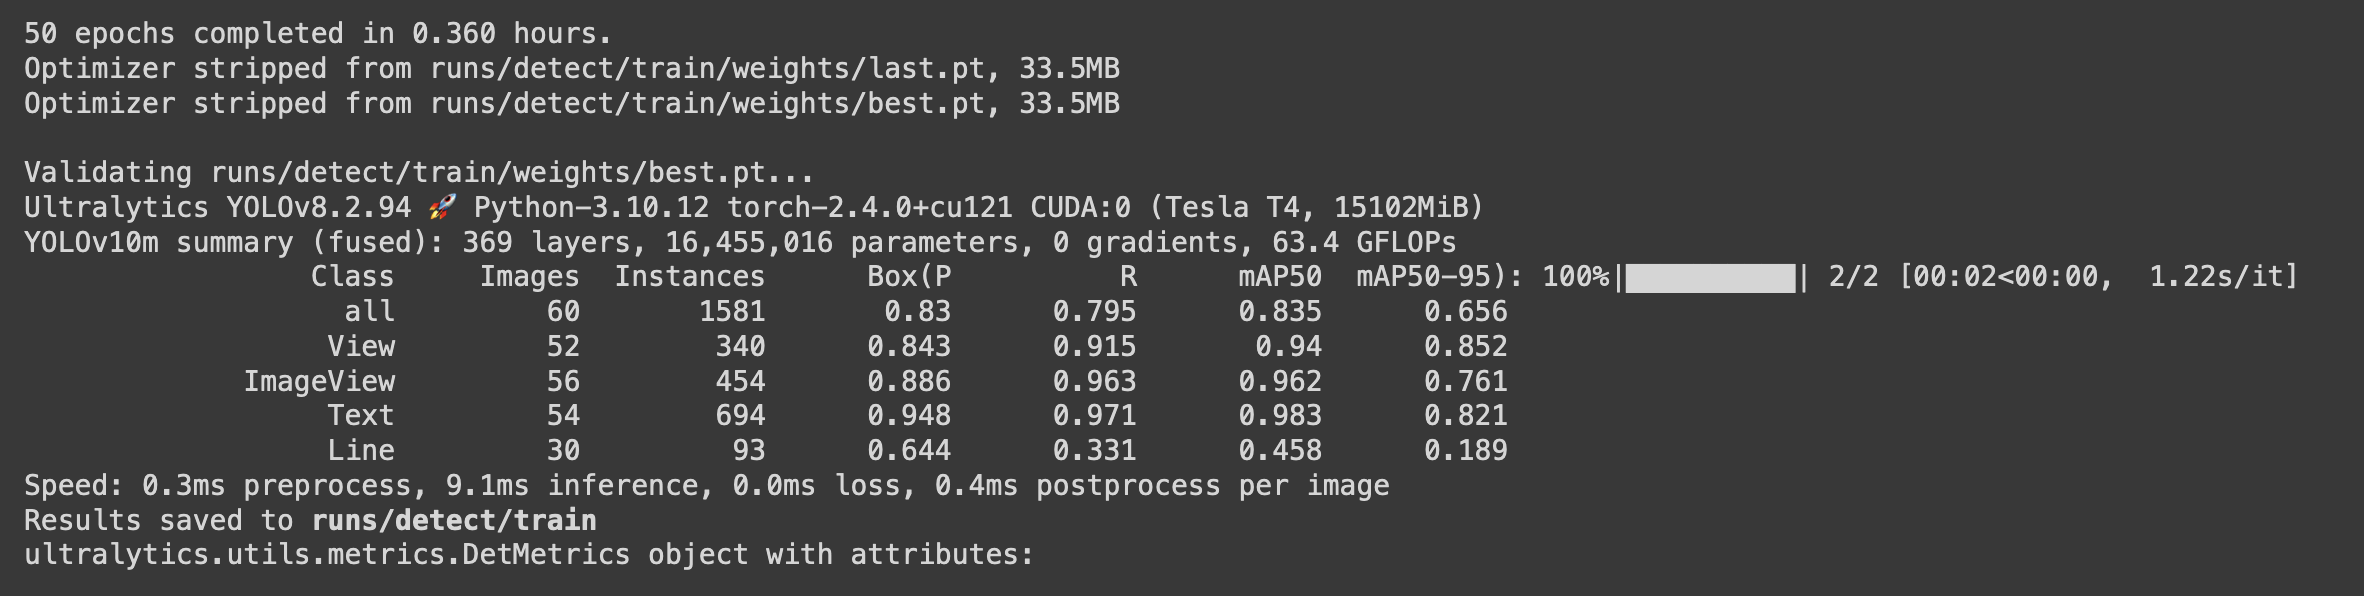 50 epochs completed in 0.360 hours.
Optimizer stripped from runs/detect/train/weights/last.pt, 33.5MB
Optimizer stripped from runs/detect/train/weights/best.pt, 33.5MB
Validating runs/detect/train/weights/best.pt...
Ultralytics YOLOv8.2.94 🚀 Python-3.10.12 torch-2.4.0+cu121 CUDA:0 (Tesla T4, 15102MiB)
YOLOv10m summary (fused): 369 layers, 16,455,016 parameters, 0 gradients, 63.4 GFLOPs
Class Images Instances Box(P R mAP50 mAP50-95): 100%|██████████| 2/2 [00:02<00:00, 1.22s/it]
all 60 1581 0.83 0.795 0.835 0.656
View 52 340 0.843 0.915 0.94 0.852
ImageView 56 454 0.886 0.963 0.962 0.761
Text 54 694 0.948 0.971 0.983 0.821
Line 30 93 0.644 0.331 0.458 0.189
Speed: 0.3ms preprocess, 9.1ms inference, 0.0ms loss, 0.4ms postprocess per image
Results saved to runs/detect/train
ultralytics.utils.metrics.DetMetrics object with attributes: